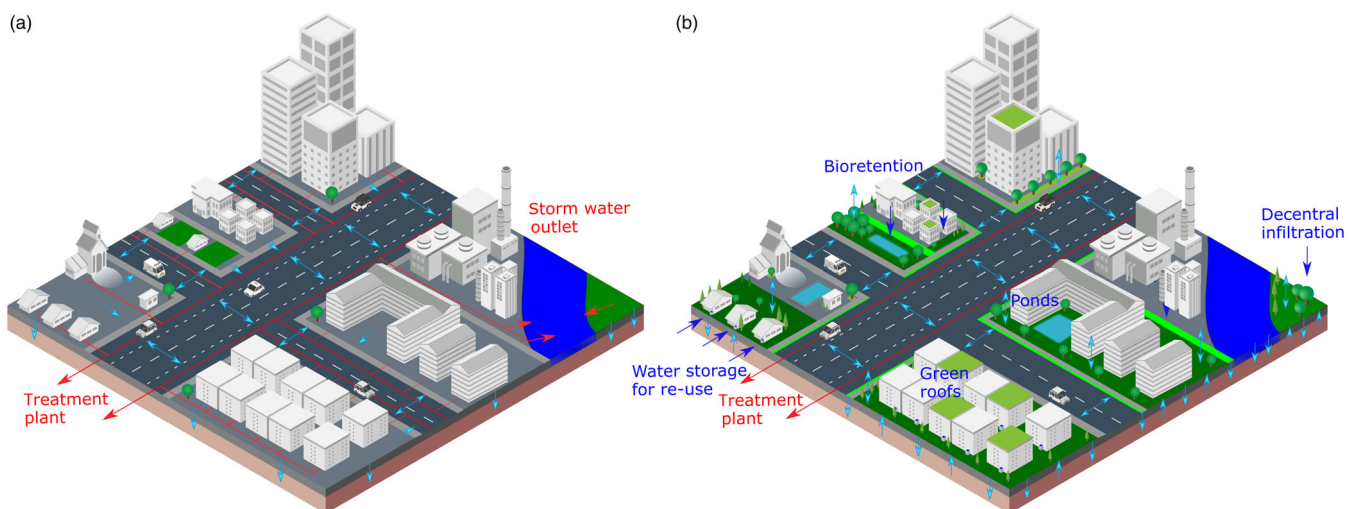 (a)
Storm water
outlet
Treatment
plant
(b)
Bioretention
Decentral
infiltration
Ponds
Water storage
for re-use
Green
roofs
Treatment
plant